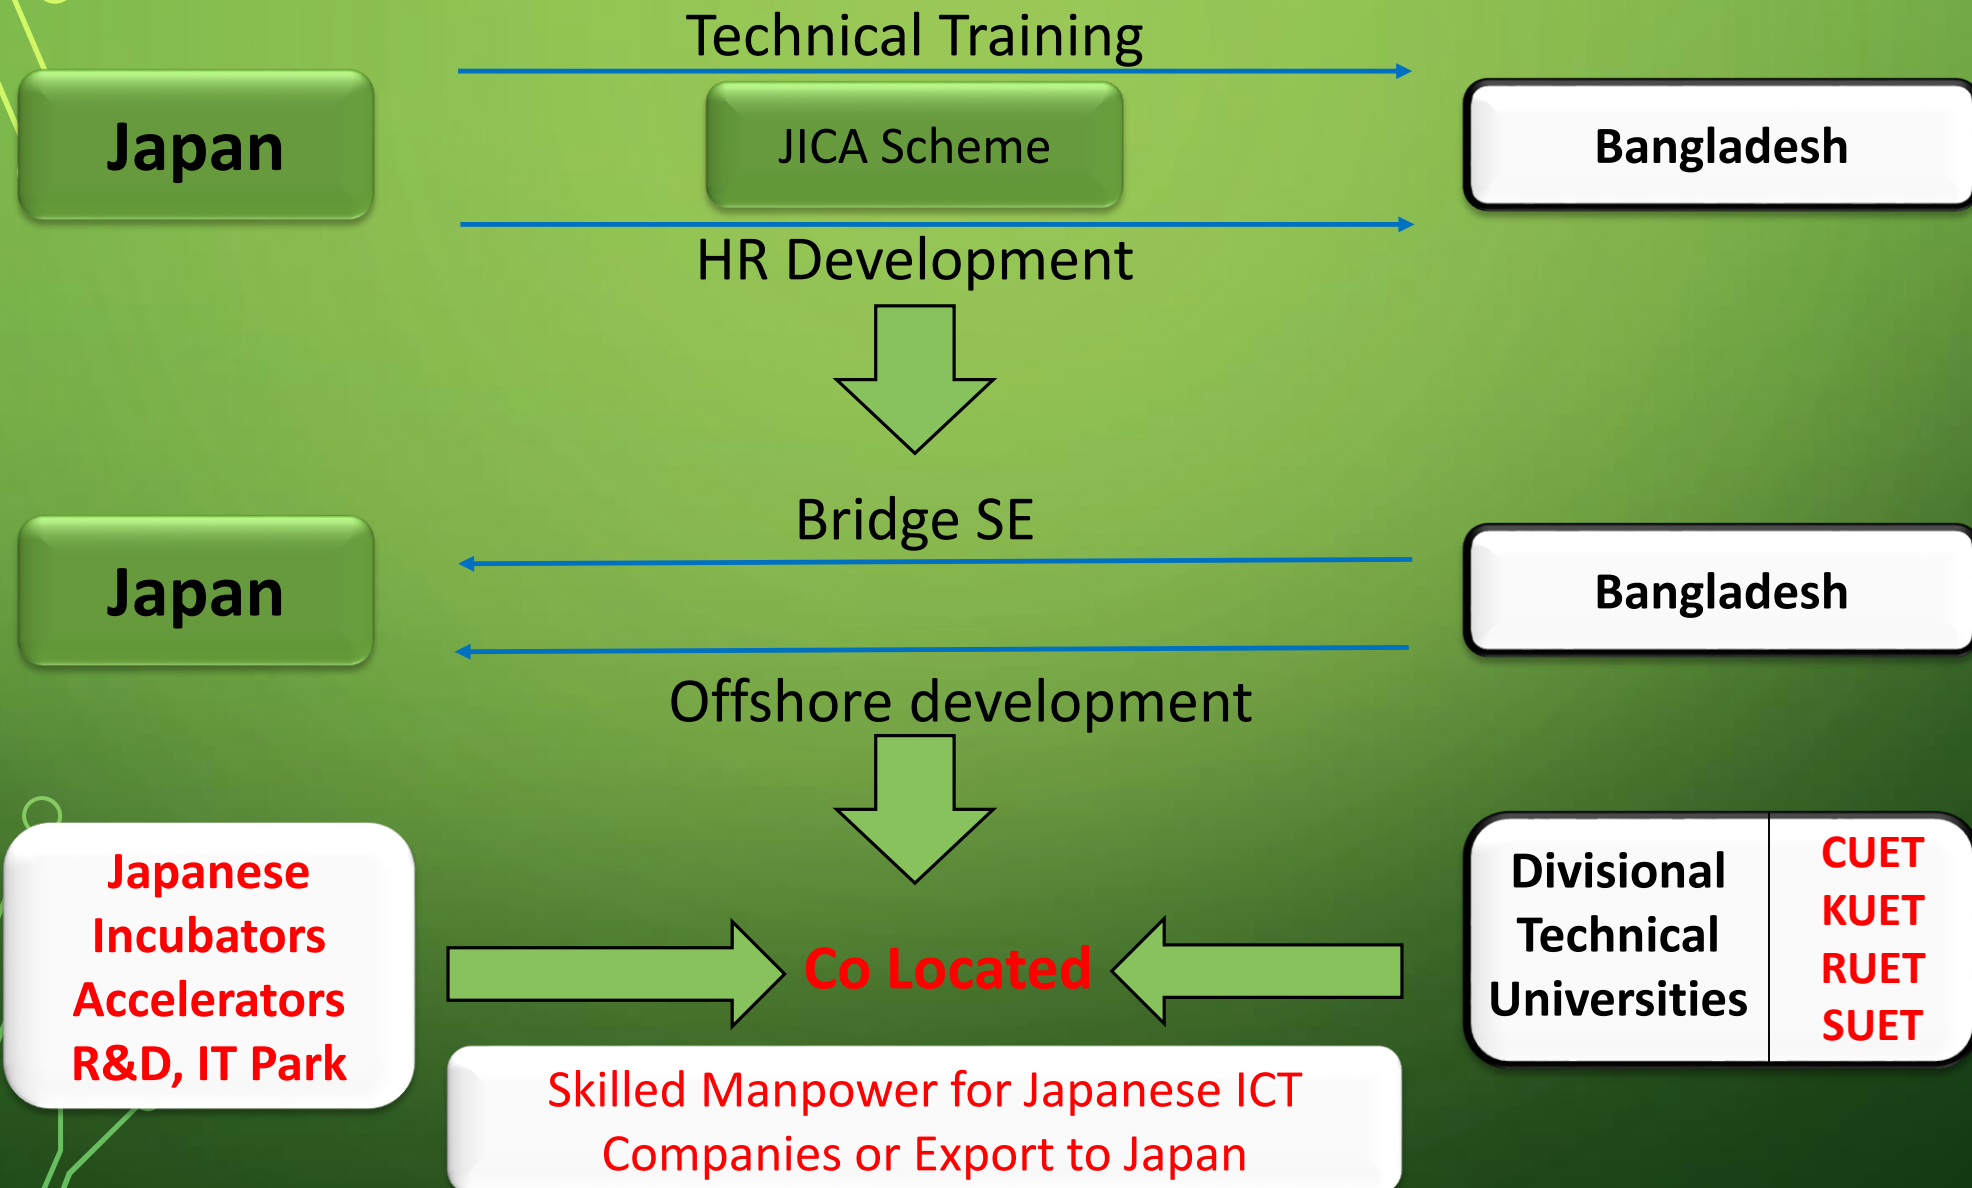 Technical Training
Japan
JICA Scheme
Bangladesh
HR Development
Bridge SE
Japan
Bangladesh
Offshore development
Japanese
Incubators
Accelerators
R&D, IT Park
Co Located
Divisional
Technical
Universities
CUET
KUET
RUET
SUET
Skilled Manpower for Japanese ICT
Companies or Export to Japan